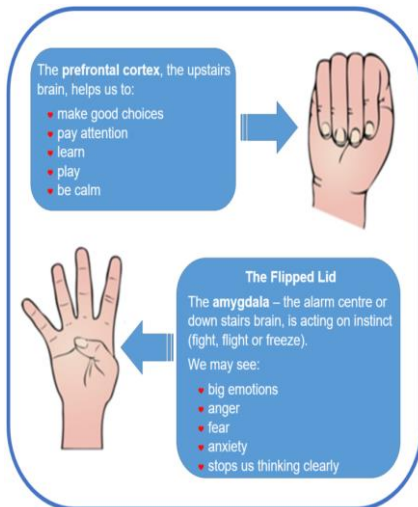 The prefrontal cortex, the upstairs
brain, helps us to:
♥ make good choices
♥ pay attention
♥ learn
♥ play
♥ be calm
The Flipped Lid
The amygdala – the alarm centre or
down stairs brain, is acting on instinct
(fight, flight or freeze).
We may see:
♥ big emotions
♥ anger
♥ fear
♥ anxiety
♥ stops us thinking clearly